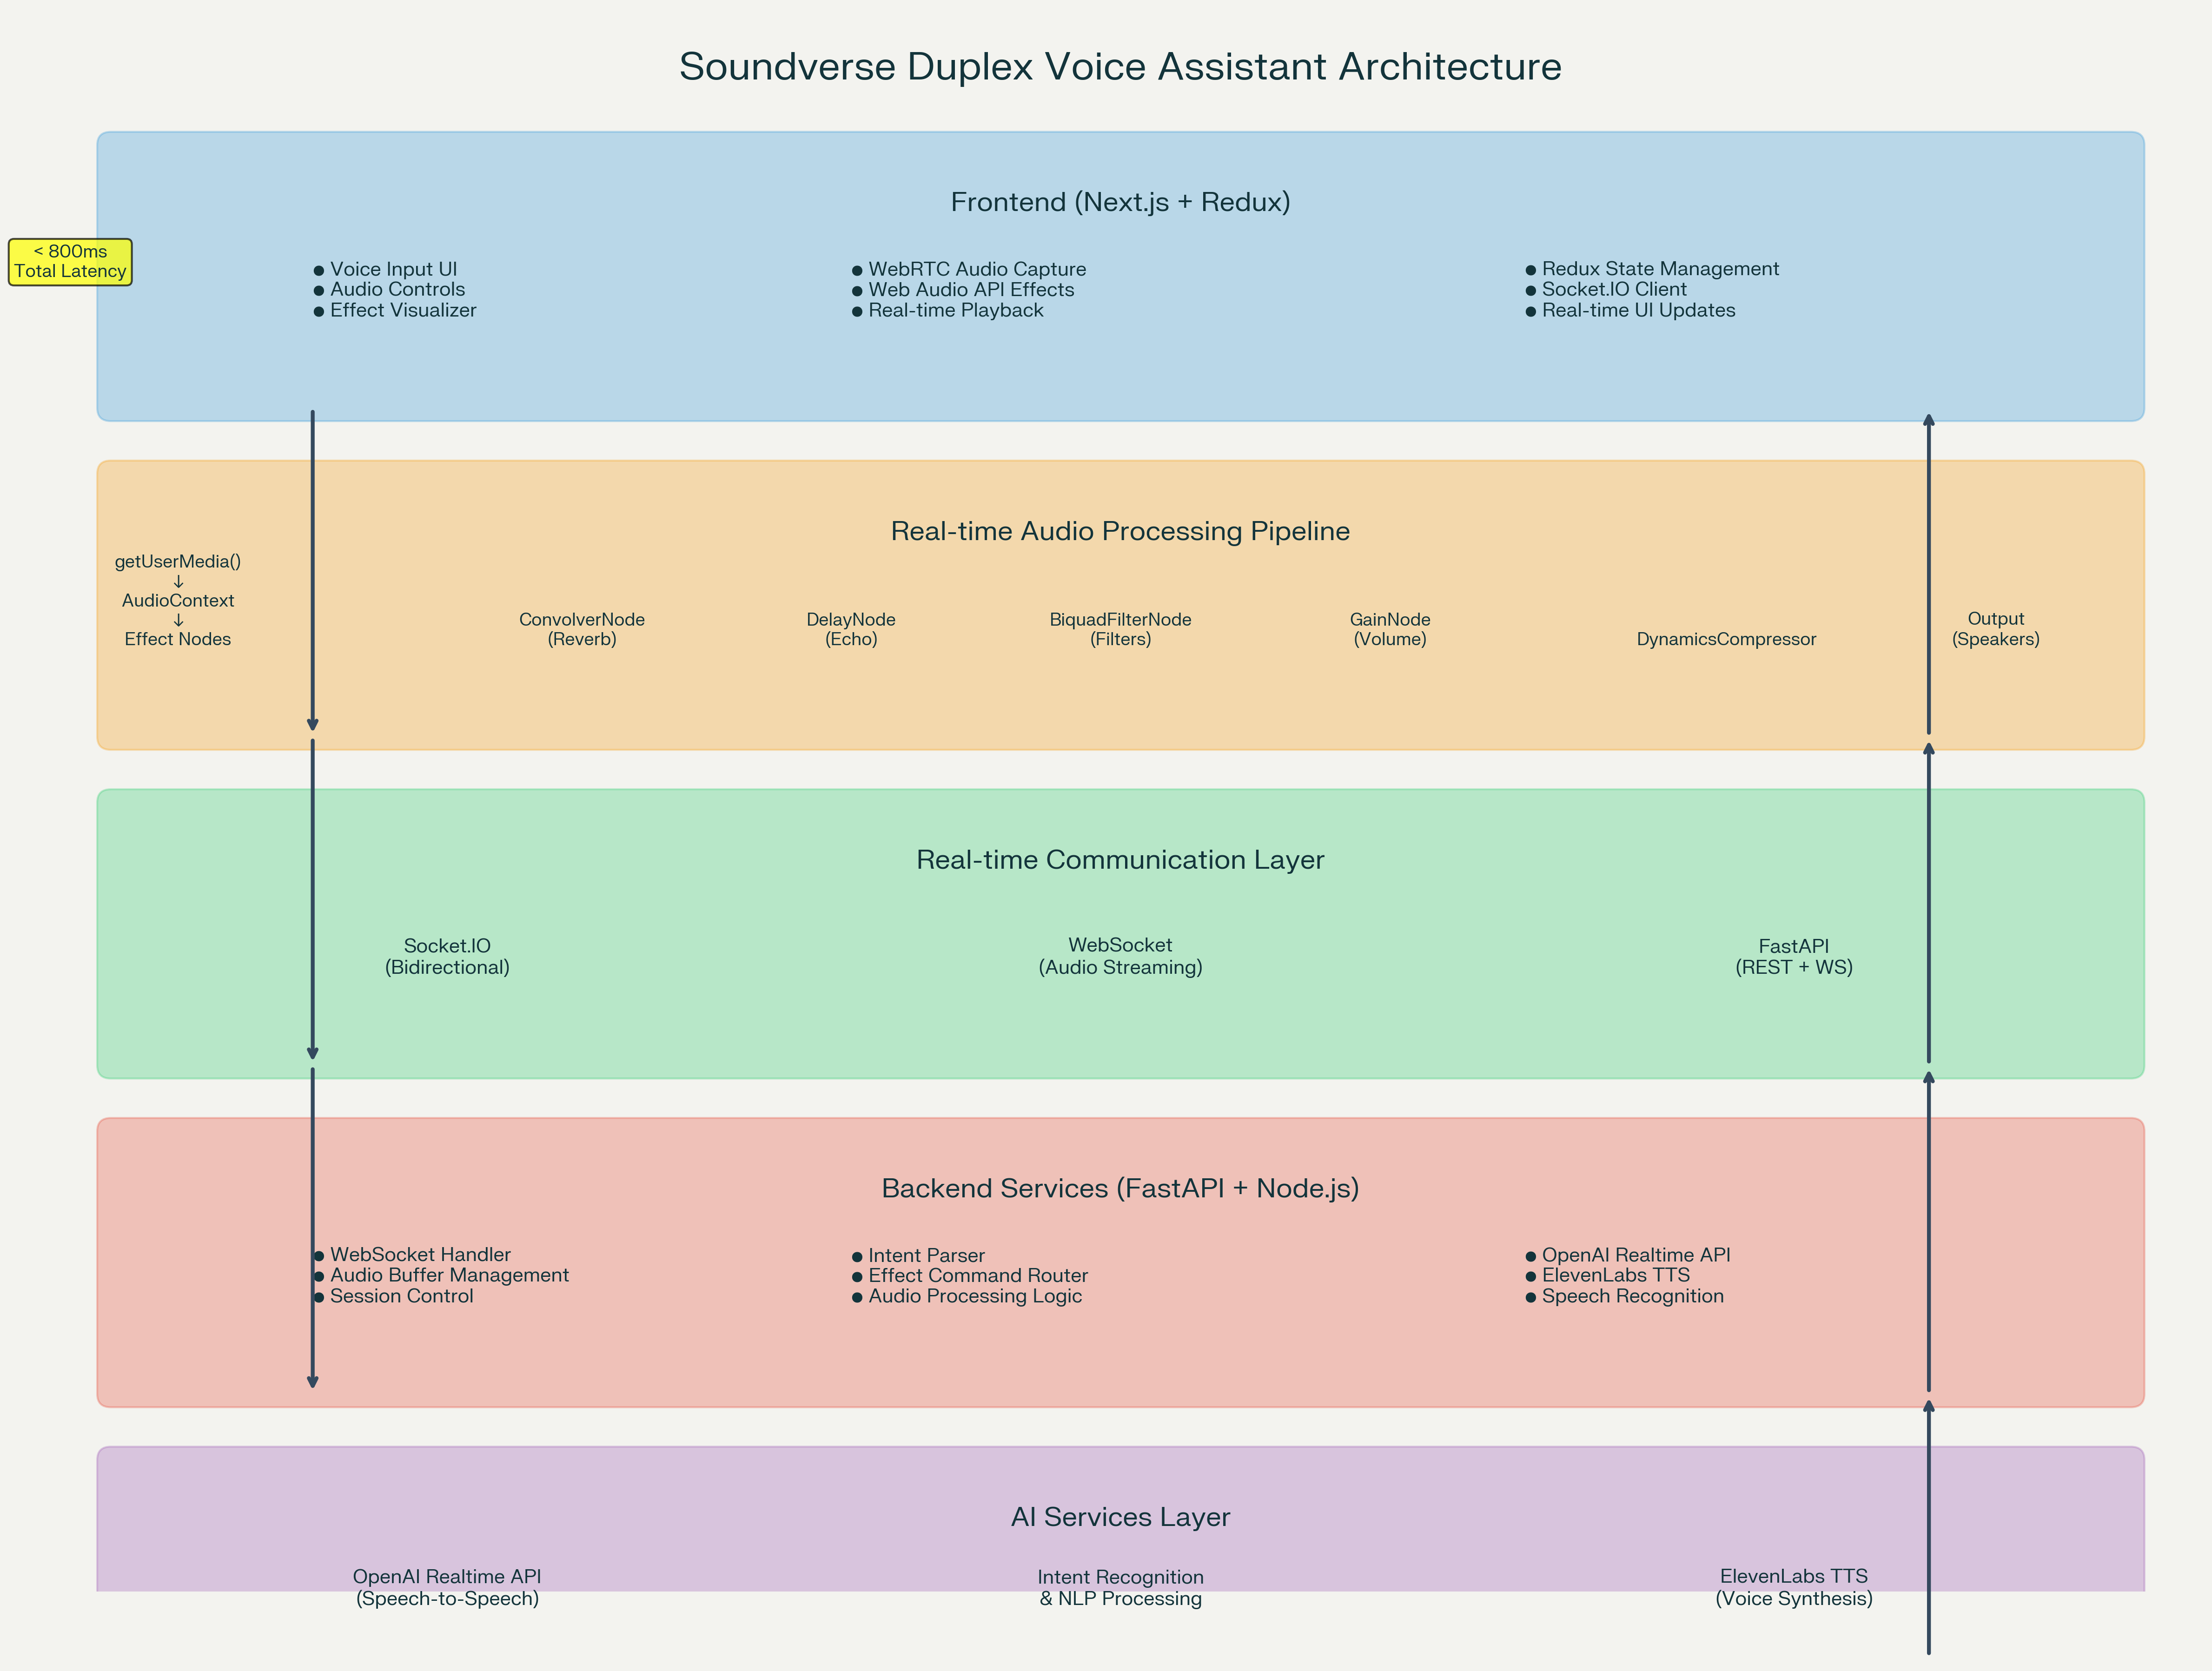 Soundverse Duplex Voice Assistant Architecture
Frontend (Next.js + Redux)
< 800ms
Total Latency
● Voice Input UI
● Audio Controls
● Effect Visualizer
● WebRTC Audio Capture
● Web Audio API Effects
● Real-time Playback
● Redux State Management
● Socket.IO Client
● Real-time UI Updates
Real-time Audio Processing Pipeline
getUserMedia()
↓
AudioContext
↓
Effect Nodes
ConvolverNode
(Reverb)
DelayNode
(Echo)
BiquadFilterNode
(Filters)
GainNode
(Volume)
DynamicsCompressor
Output
(Speakers)
Real-time Communication Layer
Socket.IO
(Bidirectional)
WebSocket
(Audio Streaming)
FastAPI
(REST + WS)
Backend Services (FastAPI + Node.js)
● WebSocket Handler
● Audio Buffer Management
● Session Control
● Intent Parser
● Effect Command Router
● Audio Processing Logic
● OpenAI Realtime API
● ElevenLabs TTS
● Speech Recognition
AI Services Layer
OpenAI Realtime API
(Speech-to-Speech)
Intent Recognition
& NLP Processing
ElevenLabs TTS
(Voice Synthesis)